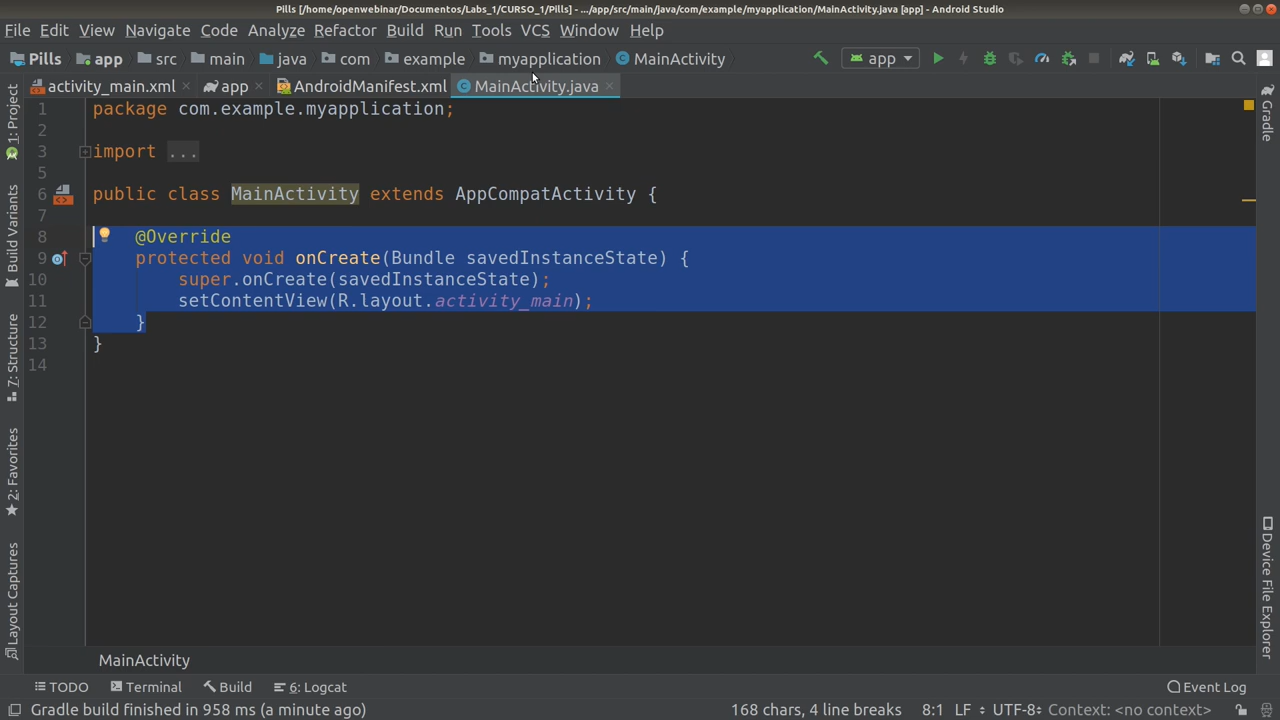 Pills [/home/openwebinar/Documentos/Labs_1/CURSO_1/Pills] - .../app/src/main/java/com/example/myapplication/MainActivity.java [app] - Android Studio
File Edit View Navigate Code Analyze Refactor Build Run Tools VCS Window Help
Pills app src main java com example myapplication MainActivity app
activity_main.xml app AndroidManifest.xml MainActivity.java
1: Project
Build Variants
7: Structure
2: Favorites
Layout Captures
1 package com.example.myapplication;
2
3 import ...
5
6 public class MainActivity extends AppCompatActivity {
7
8 @Override
9 protected void onCreate(Bundle savedInstanceState) {
10 super.onCreate(savedInstanceState);
11 setContentView(R.layout.activity_main);
12 }
13 }
14
Gradle
Device File Explorer
MainActivity
TODO Terminal Build 6: Logcat Event Log
Gradle build finished in 958 ms (a minute ago) 168 chars, 4 line breaks 8:1 LF UTF-8 Context: <no context>